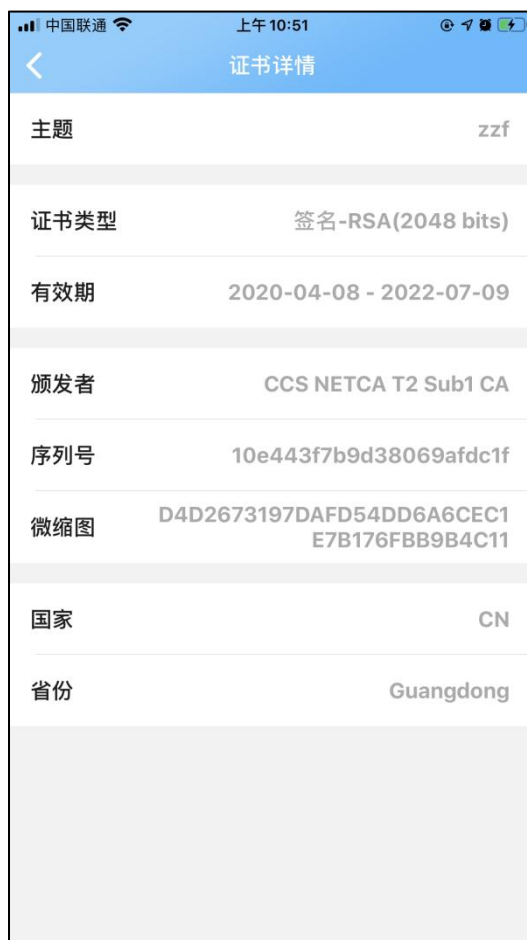 中国联通 上午10:51
证书详情
主题 zzf
证书类型 签名-RSA(2048 bits)
有效期 2020-04-08 - 2022-07-09
颁发者 CCS NETCA T2 Sub1 CA
序列号 10e443f7b9d38069afdc1f
微缩图 D4D2673197DAFD54DD6A6CEC1
E7B176FBB9B4C11
国家 CN
省份 Guangdong